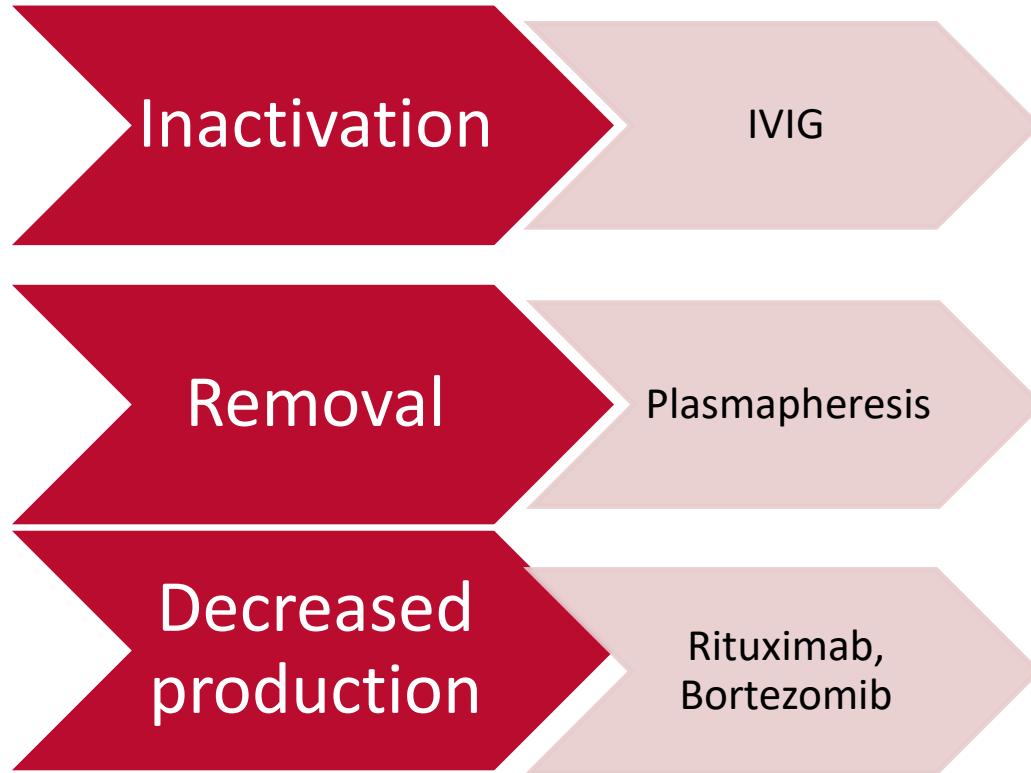 Inactivation
IVIG
Removal
Plasmapheresis
Decreased
production
Rituximab,
Bortezomib